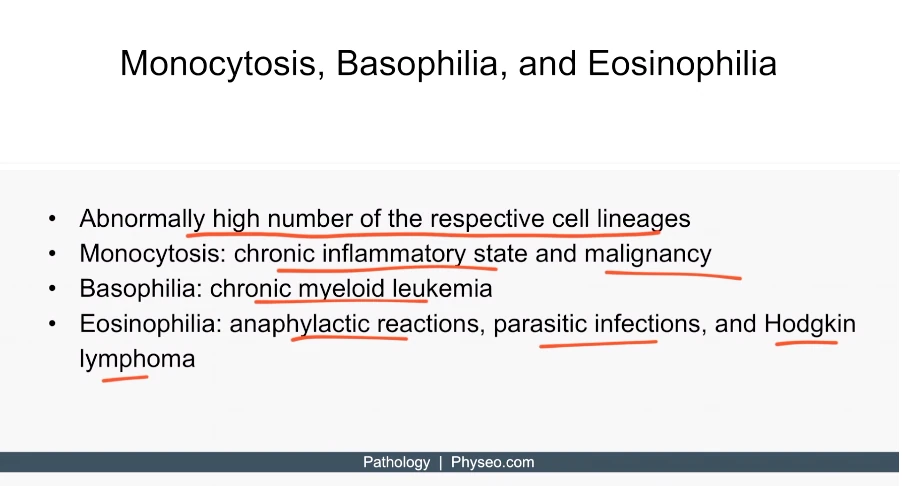 Monocytosis, Basophilia, and Eosinophilia
• Abnormally high number of the respective cell lineages
• Monocytosis: chronic inflammatory state and malignancy
• Basophilia: chronic myeloid leukemia
• Eosinophilia: anaphylactic reactions, parasitic infections, and Hodgkin
lymphoma
Pathology | Physeo.com